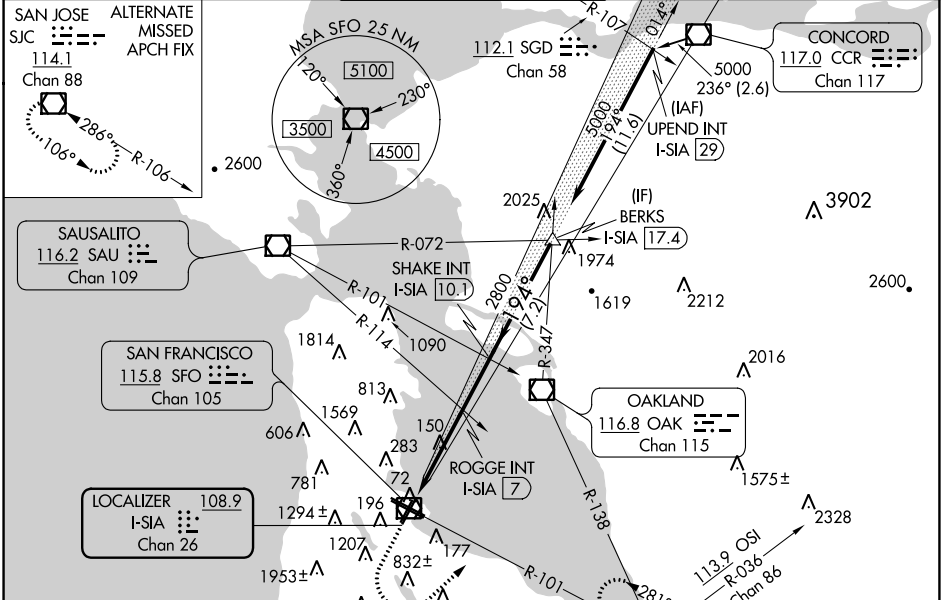 SAN JOSE
SJC
114.1
Chan 88
ALTERNATE
MISSED
APCH FIX
286°
106°
R-106
2600
MSA SFO 25 NM
120°
5100
230°
3500
4500
360°
112.1 SGD
Chan 58
R-107
014°
CONCORD
117.0 CCR
Chan 117
5000
236° (2.6)
(IAF)
UPEND INT
I-SIA 29
5000
194°
(11.6)
2025
(IF)
BERKS
I-SIA 17.4
3902
1974
SAUSALITO
116.2 SAU
Chan 109
R-072
SHAKE INT
I-SIA 10.1
2800
194°
(7.2)
1619
2212
2600
R-101
R-114
1090
R-347
1814
SAN FRANCISCO
115.8 SFO
Chan 105
813
2016
OAKLAND
116.8 OAK
Chan 115
1569
606
150
283
781
72
ROGGE INT
I-SIA 7
1575±
LOCALIZER 108.9
I-SIA
Chan 26
196
1294±
R-138
2328
1207
177
1953±
832±
R-101
281°
113.9 OSI
R-036
Chan 86